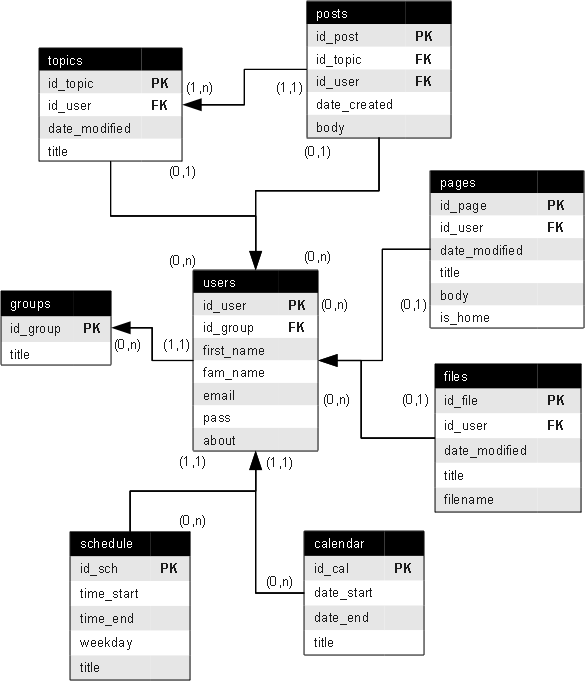 posts
id_post PK
id_topic FK
id_user FK
date_created
body
topics
id_topic PK
id_user FK
date_modified
title
(1,n)
(1,1)
(0,1)
(0,1)
pages
id_page PK
id_user FK
date_modified
title
body
is_home
(0,n)
(0,n)
users
id_user PK
id_group FK
first_name
fam_name
email
pass
about
(0,n)
(0,1)
groups
id_group PK
title
(0,n)
(1,1)
files
id_file PK
id_user FK
date_modified
title
filename
(0,n)
(0,1)
(1,1)
(1,1)
(0,n)
(0,n)
schedule
id_sch PK
time_start
time_end
weekday
title
calendar
id_cal PK
date_start
date_end
title